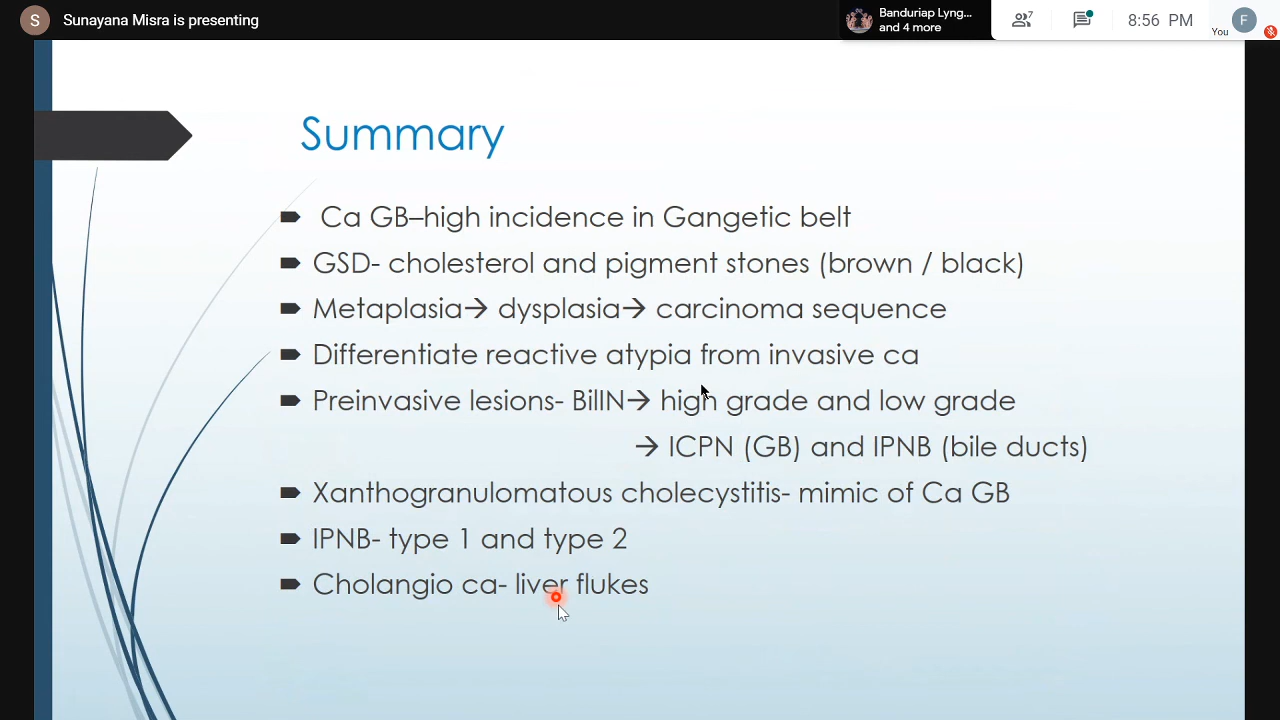 S Sunayana Misra is presenting
Banduriap Lyng...
and 4 more
7
8:56 PM
You
F
Summary
Ca GB–high incidence in Gangetic belt
GSD- cholesterol and pigment stones (brown / black)
Metaplasia→ dysplasia→ carcinoma sequence
Differentiate reactive atypia from invasive ca
Preinvasive lesions- BilIN→ high grade and low grade
→ ICPN (GB) and IPNB (bile ducts)
Xanthogranulomatous cholecystitis- mimic of Ca GB
IPNB- type 1 and type 2
Cholangio ca- liver flukes